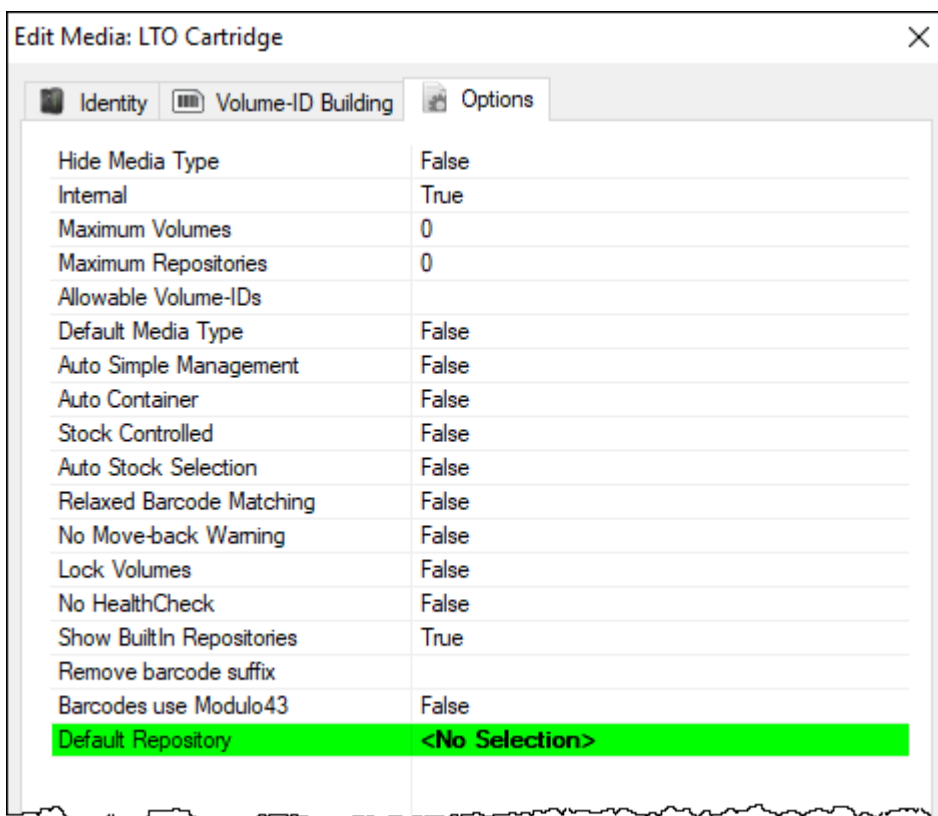 Edit Media: LTO Cartridge
Identity Volume-ID Building Options
Hide Media Type False
Internal True
Maximum Volumes 0
Maximum Repositories 0
Allowable Volume-IDs
Default Media Type False
Auto Simple Management False
Auto Container False
Stock Controlled False
Auto Stock Selection False
Relaxed Barcode Matching False
No Move-back Warning False
Lock Volumes False
No HealthCheck False
Show BuiltIn Repositories True
Remove barcode suffix
Barcodes use Modulo43 False
Default Repository <No Selection>